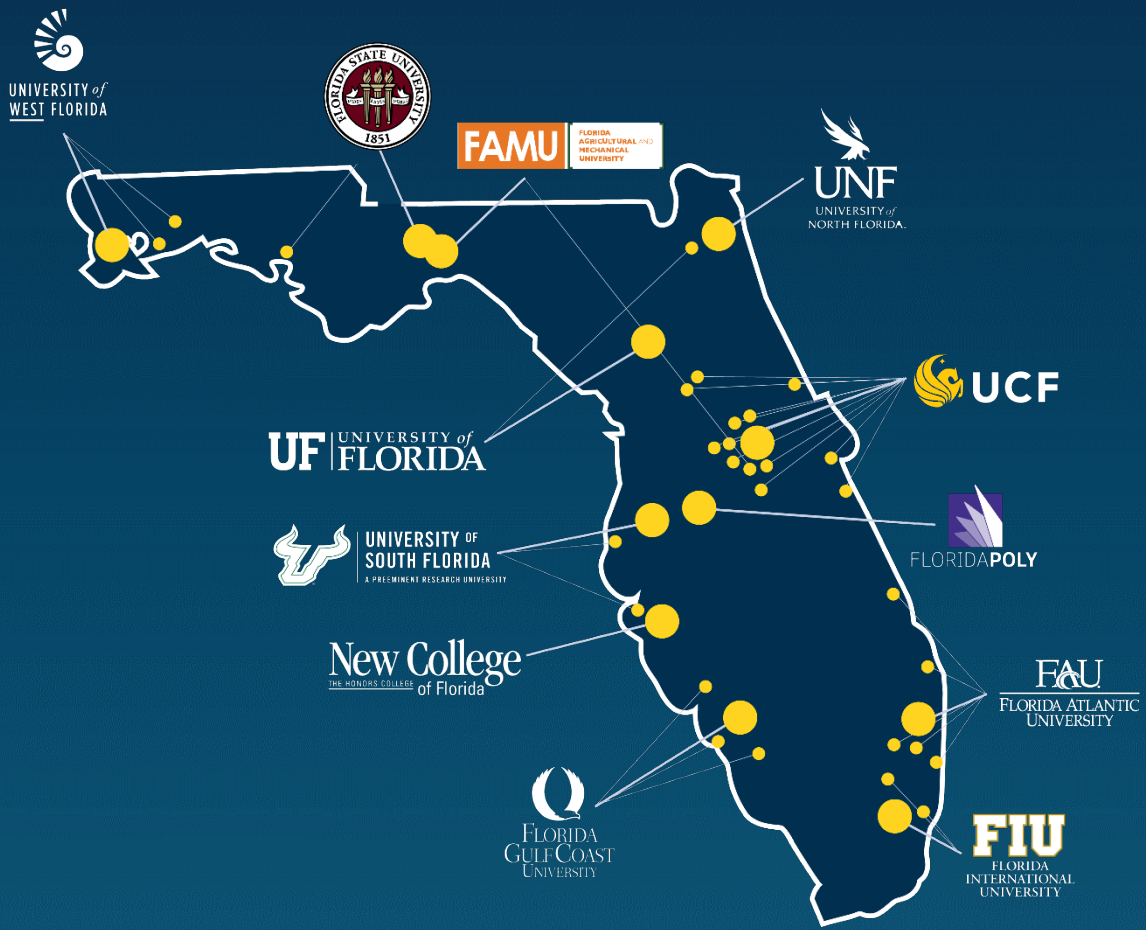 UNIVERSITY of
WEST FLORIDA
FLORIDA STATE UNIVERSITY
1851
FAMU
FLORIDA
AGRICULTURAL AND
MECHANICAL
UNIVERSITY
UNF
UNIVERSITY of
NORTH FLORIDA.
UCF
UF
UNIVERSITY of
FLORIDA
UNIVERSITY OF
SOUTH FLORIDA
A PREEMINENT RESEARCH UNIVERSITY
FLORIDAPOLY
New College
THE HONORS COLLEGE
of Florida
FAU
FLORIDA ATLANTIC
UNIVERSITY
FLORIDA
GULF COAST
UNIVERSITY
FIU
FLORIDA
INTERNATIONAL
UNIVERSITY